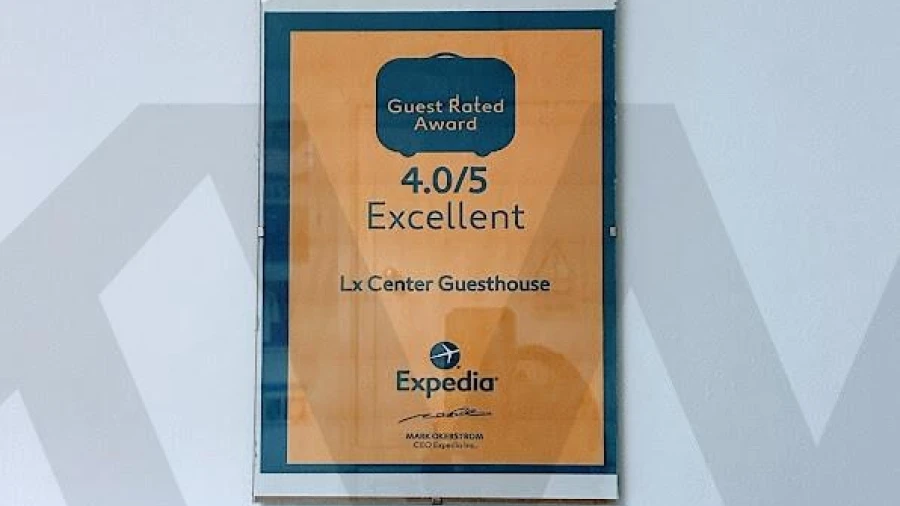 Guest Rated
Award
4.0/5
Excellent
Lx Center Guesthouse
Expedia
MARK OKERSTROM
CEO Expedia Inc.